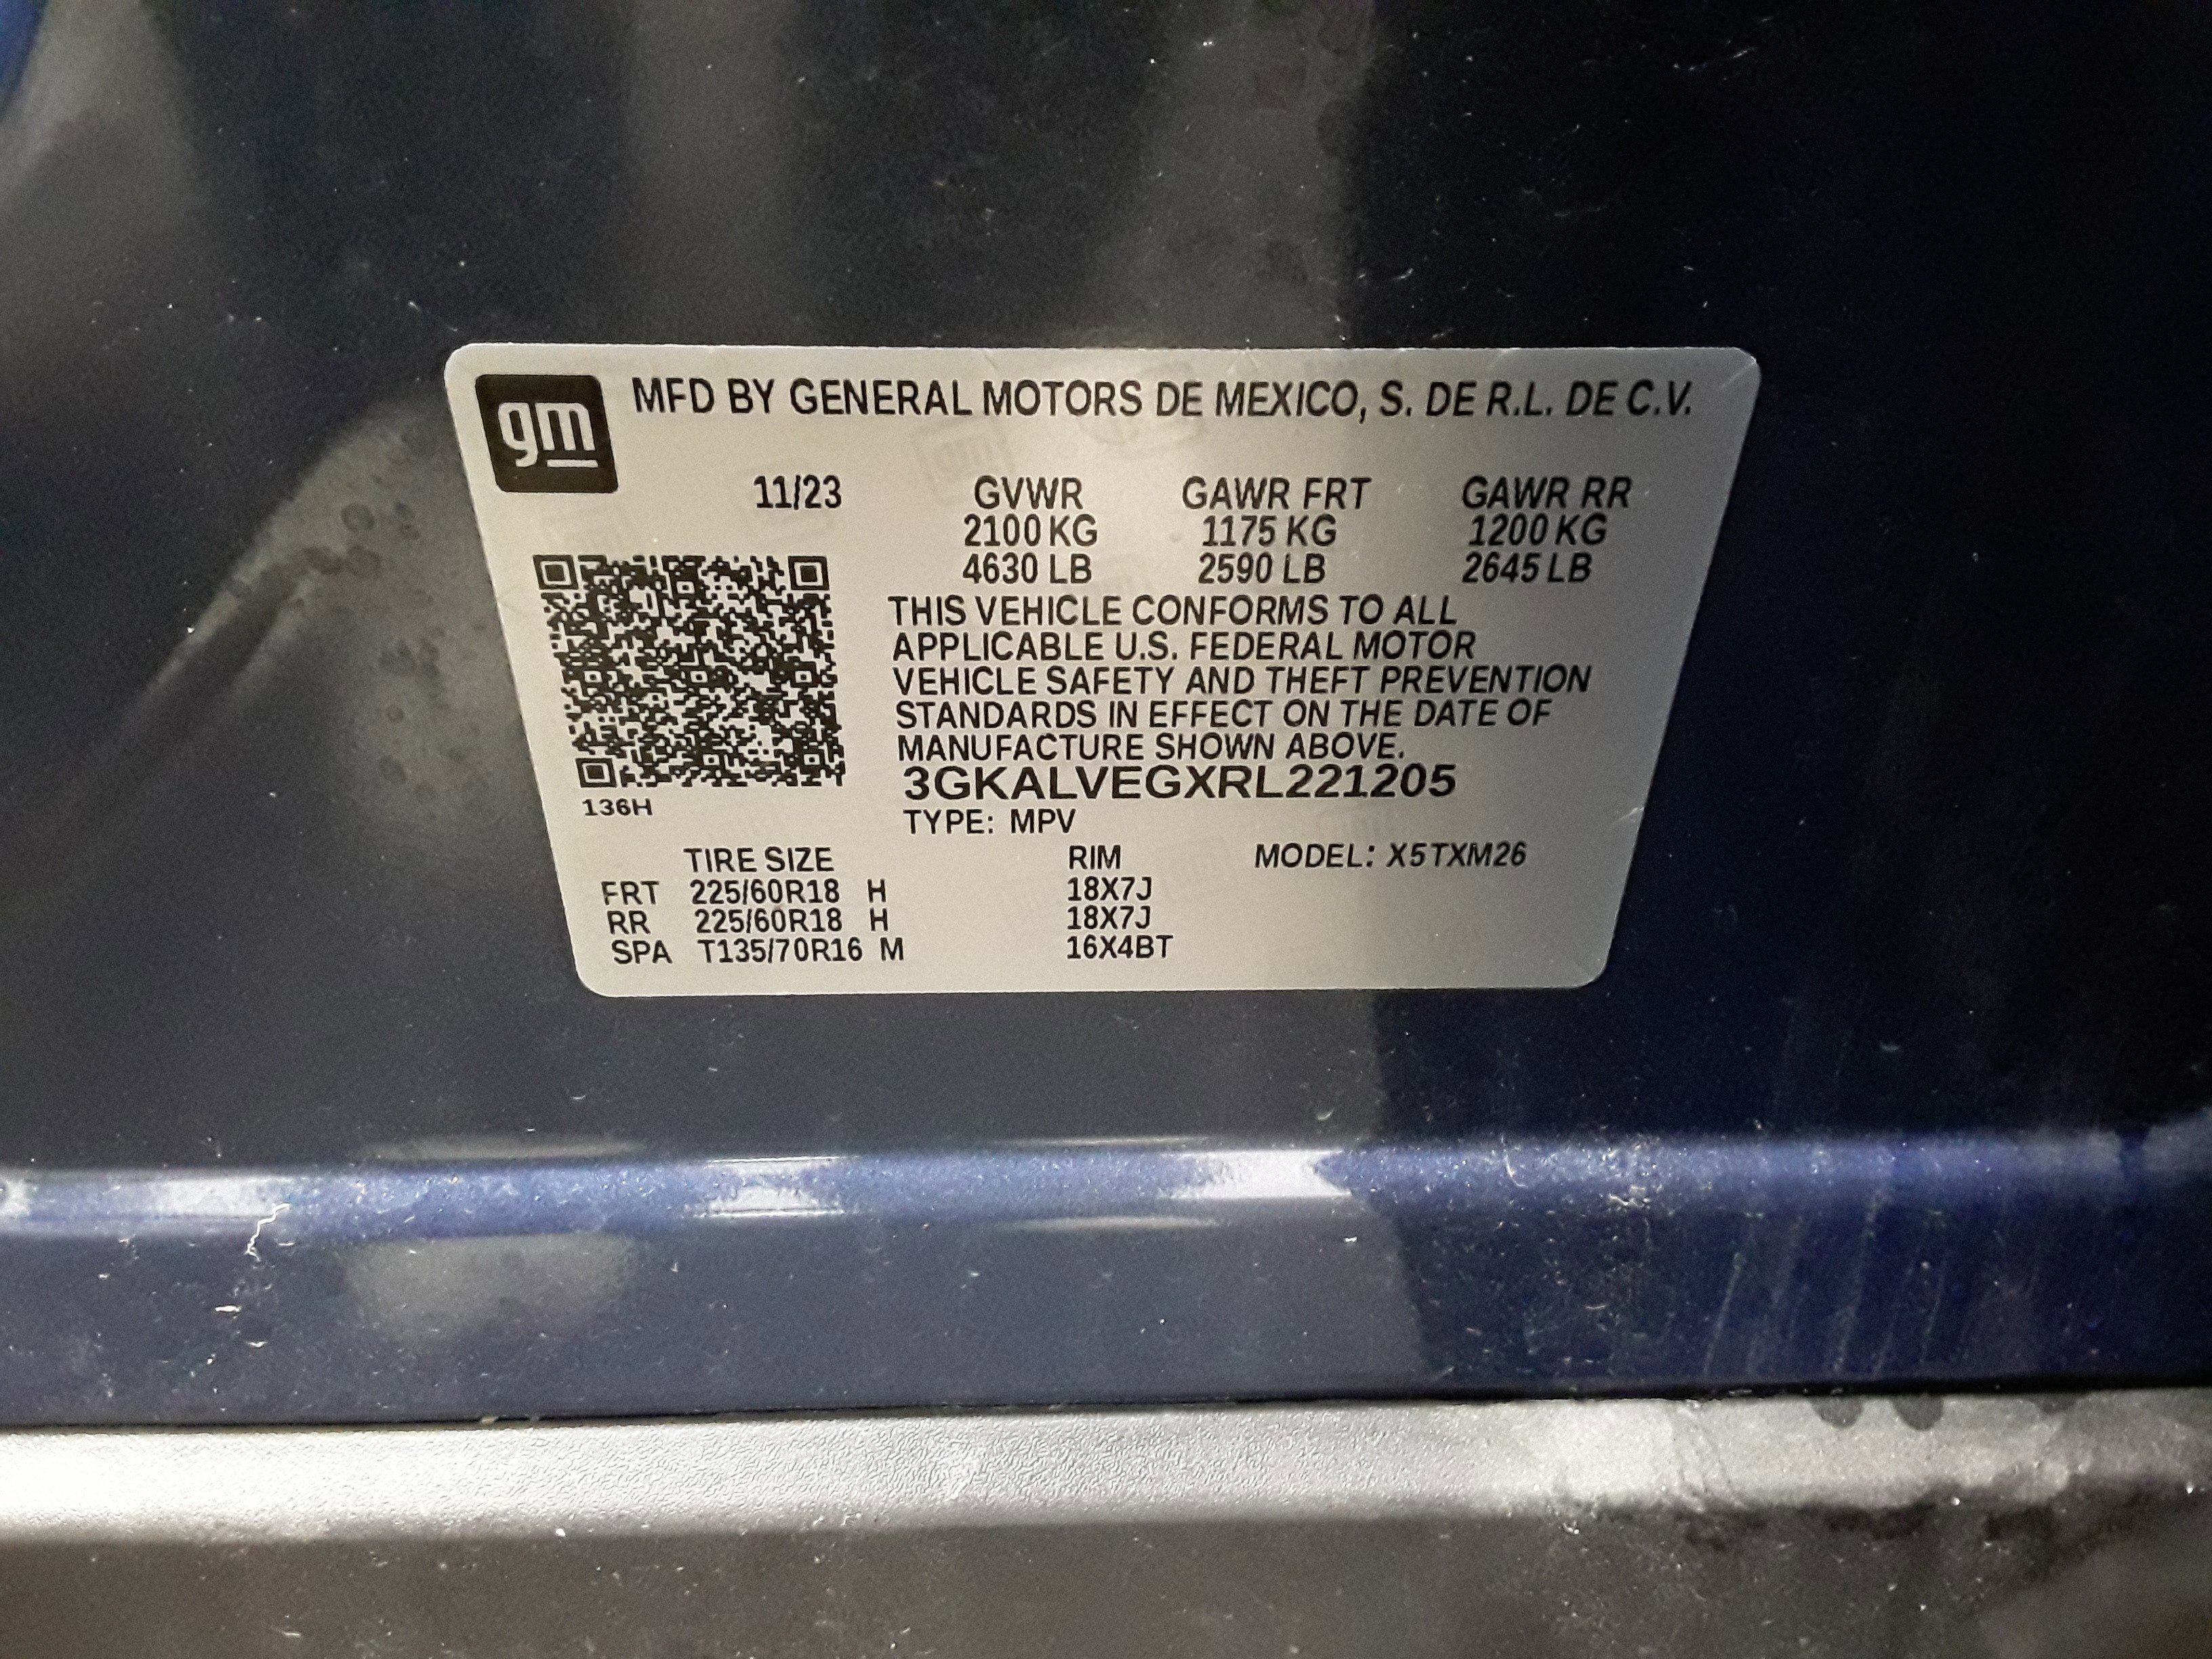 gm
MFD BY GENERAL MOTORS DE MEXICO, S. DE R.L. DE C.V.
11/23 GVWR GAWR FRT GAWR RR
2100 KG 1175 KG 1200 KG
4630 LB 2590 LB 2645 LB
THIS VEHICLE CONFORMS TO ALL
APPLICABLE U.S. FEDERAL MOTOR
VEHICLE SAFETY AND THEFT PREVENTION
STANDARDS IN EFFECT ON THE DATE OF
MANUFACTURE SHOWN ABOVE.
3GKALVEGXRL221205
136H
TYPE: MPV
TIRE SIZE RIM MODEL: X5TXM26
FRT 225/60R18 H 18X7J
RR 225/60R18 H 18X7J
SPA T135/70R16 M 16X4BT